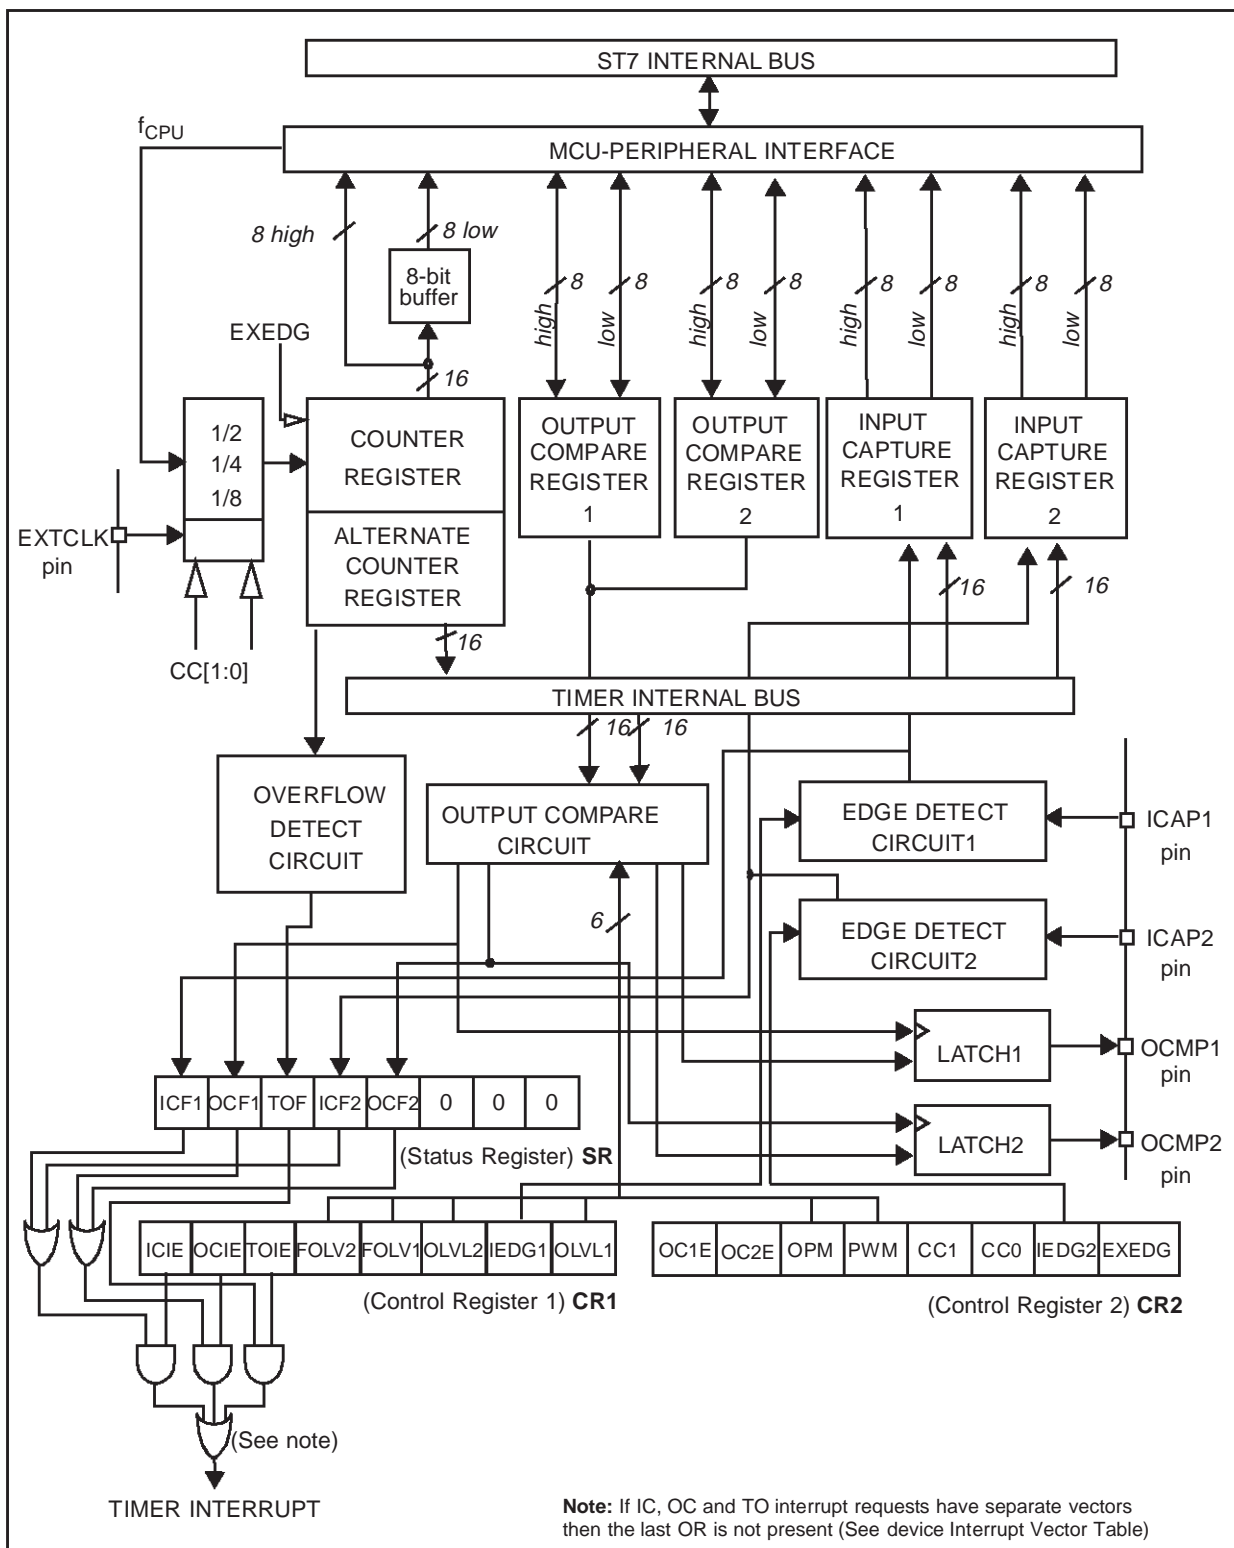 ST7 INTERNAL BUS
fCPU
MCU-PERIPHERAL INTERFACE
8 high
8 low
8-bit
buffer
8
8
8
8
8
8
8
8
high
low
high
low
high
low
high
low
EXEDG
16
1/2
1/4
1/8
COUNTER
REGISTER
OUTPUT
COMPARE
REGISTER
1
OUTPUT
COMPARE
REGISTER
2
INPUT
CAPTURE
REGISTER
1
INPUT
CAPTURE
REGISTER
2
EXTCLK
pin
ALTERNATE
COUNTER
REGISTER
16
16
16
CC[1:0]
TIMER INTERNAL BUS
16
16
OVERFLOW
DETECT
CIRCUIT
OUTPUT COMPARE
CIRCUIT
EDGE DETECT
CIRCUIT1
ICAP1
pin
6
EDGE DETECT
CIRCUIT2
ICAP2
pin
LATCH1
OCMP1
pin
ICF1 OCF1 TOF ICF2 OCF2 0 0 0
(Status Register) SR
LATCH2
OCMP2
pin
ICIE OCIE TOIE FOLV2 FOLV1 OLVL2 IEDG1 OLVL1
OC1E OC2E OPM PWM CC1 CC0 IEDG2 EXEDG
(Control Register 1) CR1
(Control Register 2) CR2
(See note)
TIMER INTERRUPT
Note: If IC, OC and TO interrupt requests have separate vectors
then the last OR is not present (See device Interrupt Vector Table)